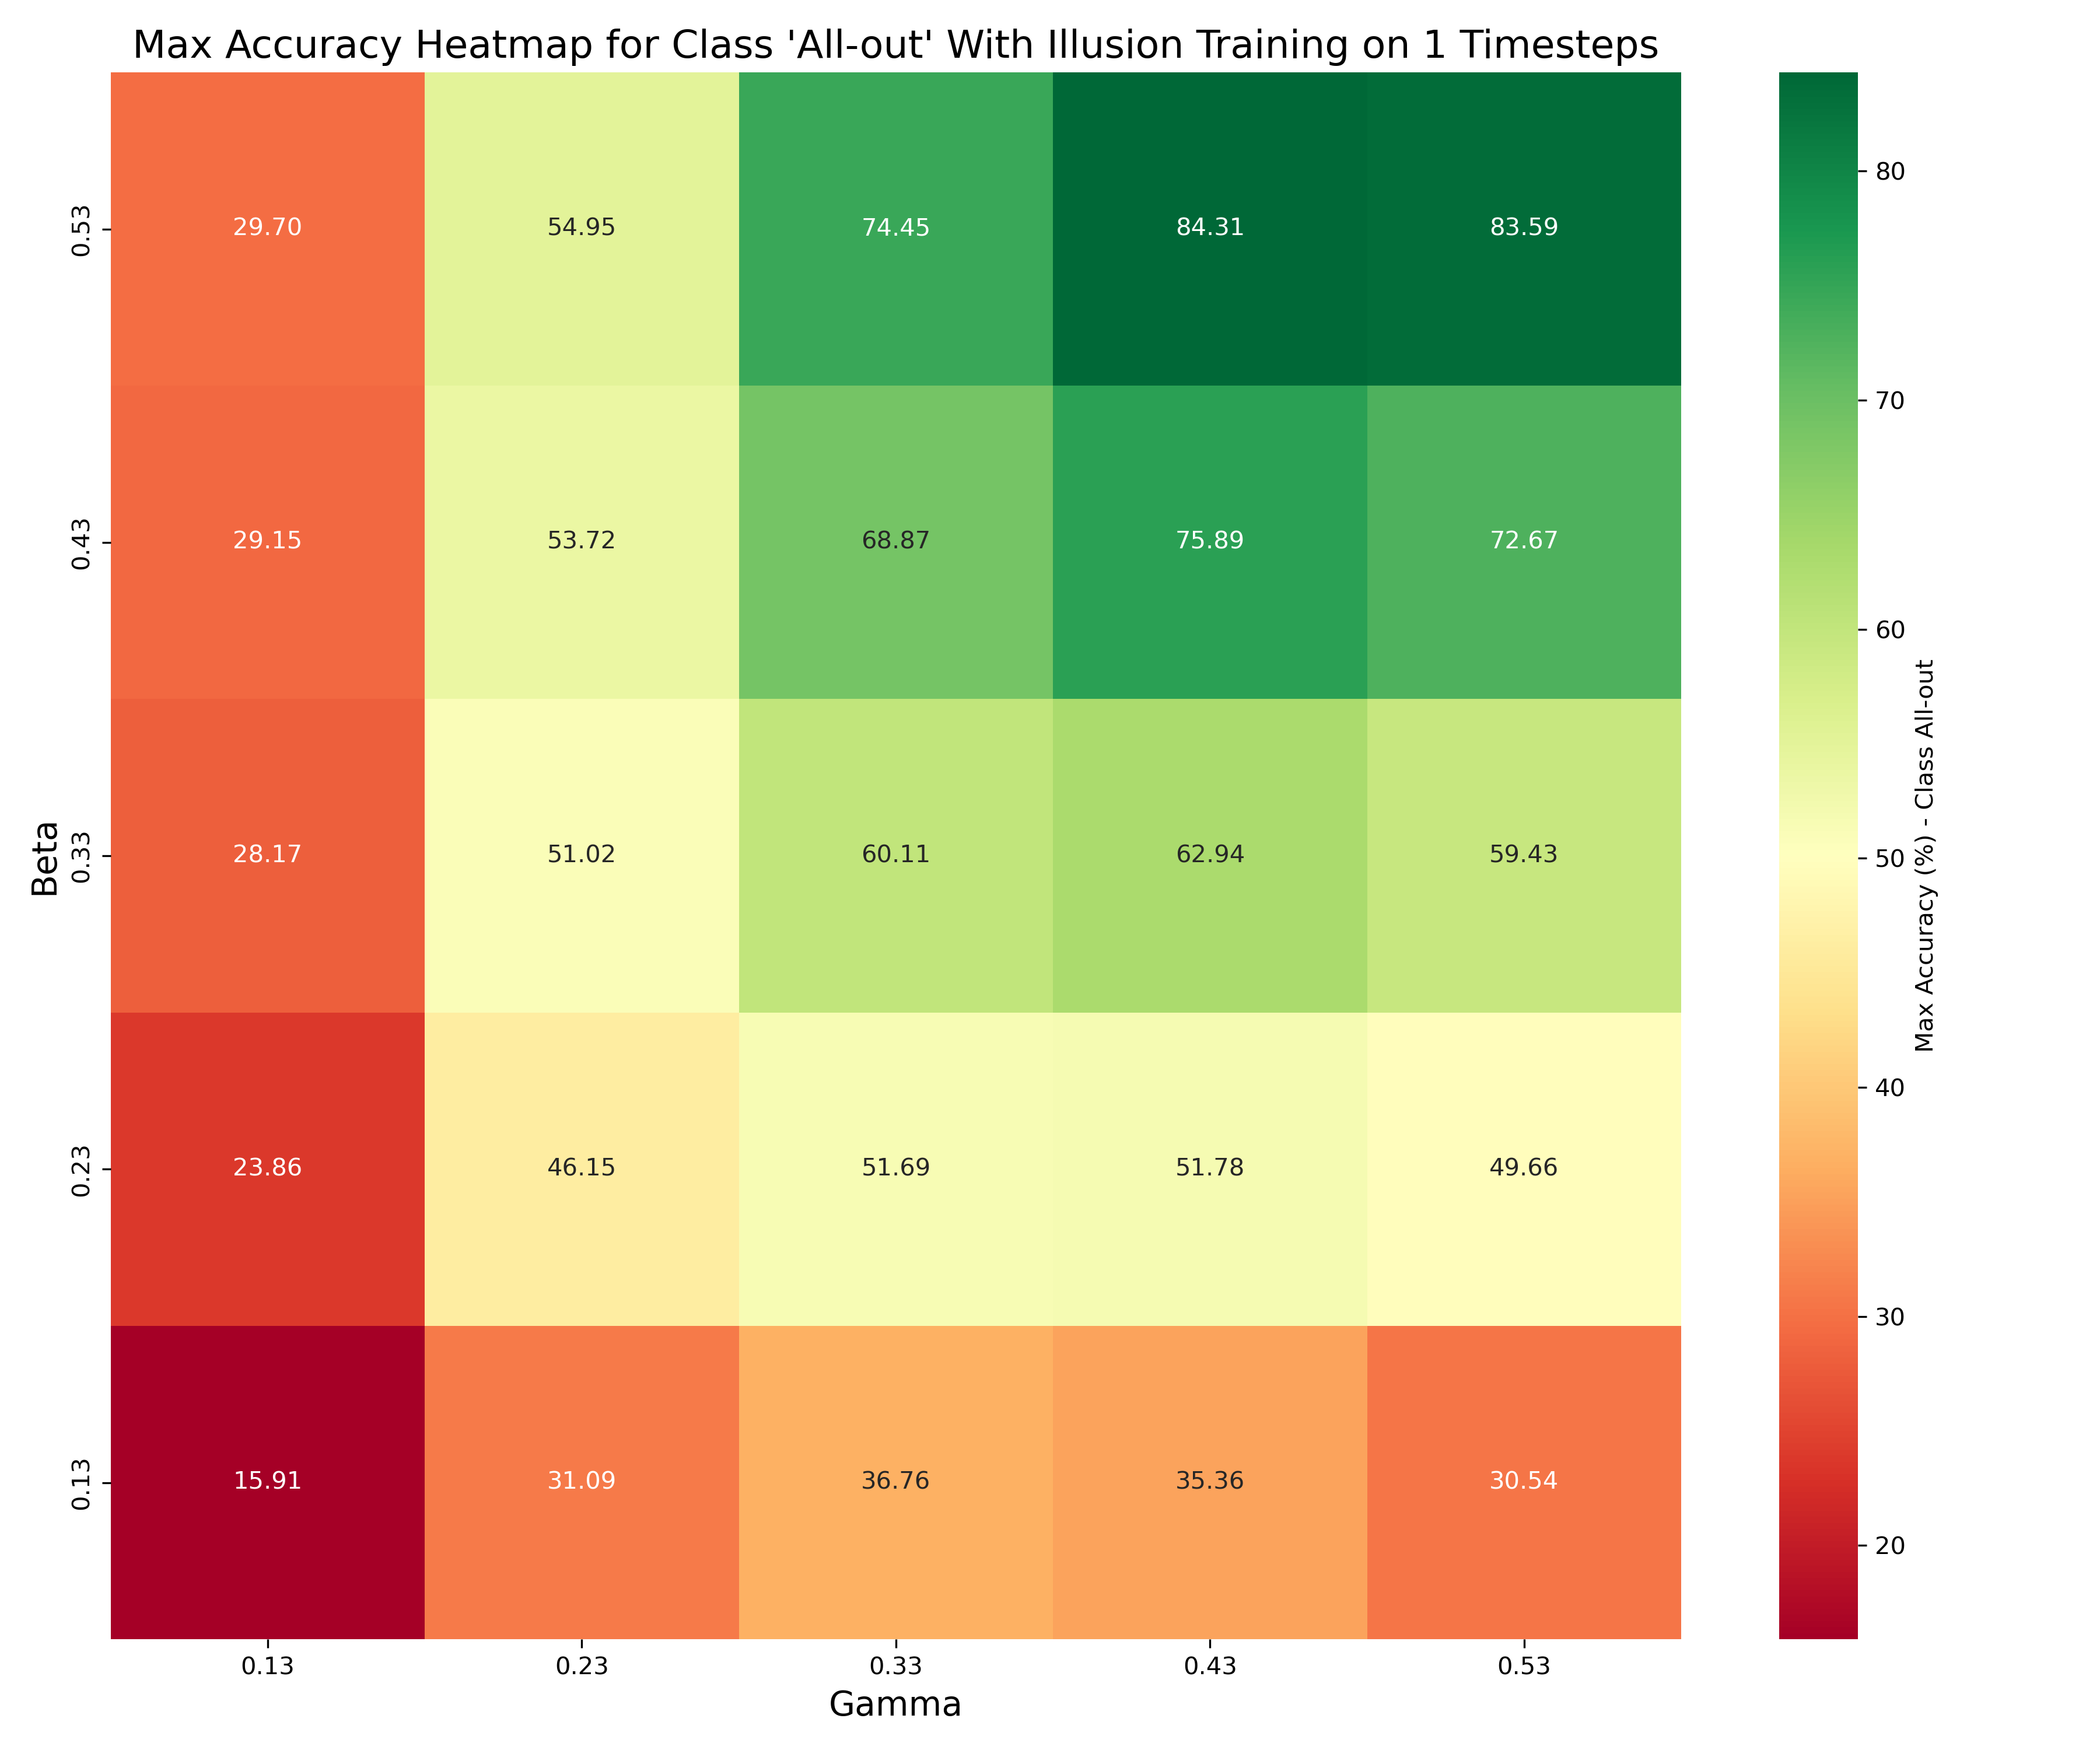 Max Accuracy Heatmap for Class 'All-out' With Illusion Training on 1 Timesteps
Beta
0.53
29.70 54.95 74.45 84.31 83.59
0.43
29.15 53.72 68.87 75.89 72.67
0.33
28.17 51.02 60.11 62.94 59.43
0.23
23.86 46.15 51.69 51.78 49.66
0.13
15.91 31.09 36.76 35.36 30.54
0.13 0.23 0.33 0.43 0.53
Gamma
80
70
60
50
40
30
20
Max Accuracy (%) - Class All-out